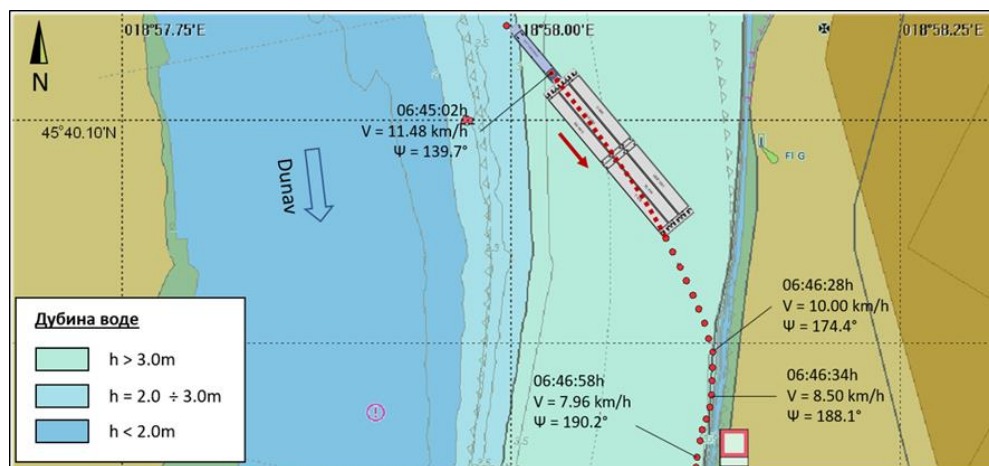 018°57.75'E
018°58.00'E
018°58.25'E
N
06:45:02h
V = 11.48 km/h
Ψ = 139.7°
45°40.10'N
Fl G
Dunav
06:46:28h
V = 10.00 km/h
Ψ = 174.4°
Дубина воде
h > 3.0m
h = 2.0 ÷ 3.0m
h < 2.0m
06:46:34h
V = 8.50 km/h
Ψ = 188.1°
06:46:58h
V = 7.96 km/h
Ψ = 190.2°